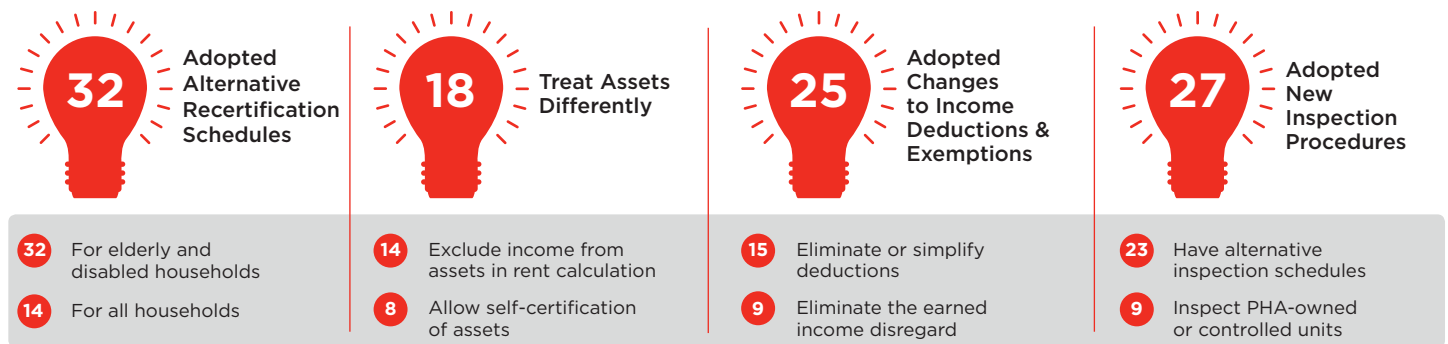 32
Adopted
Alternative
Recertification
Schedules
32
For elderly and
disabled households
14
For all households
18
Treat Assets
Differently
14
Exclude income from
assets in rent calculation
8
Allow self-certification
of assets
25
Adopted
Changes
to Income
Deductions &
Exemptions
15
Eliminate or simplify
deductions
9
Eliminate the earned
income disregard
27
Adopted
New
Inspection
Procedures
23
Have alternative
inspection schedules
9
Inspect PHA-owned
or controlled units